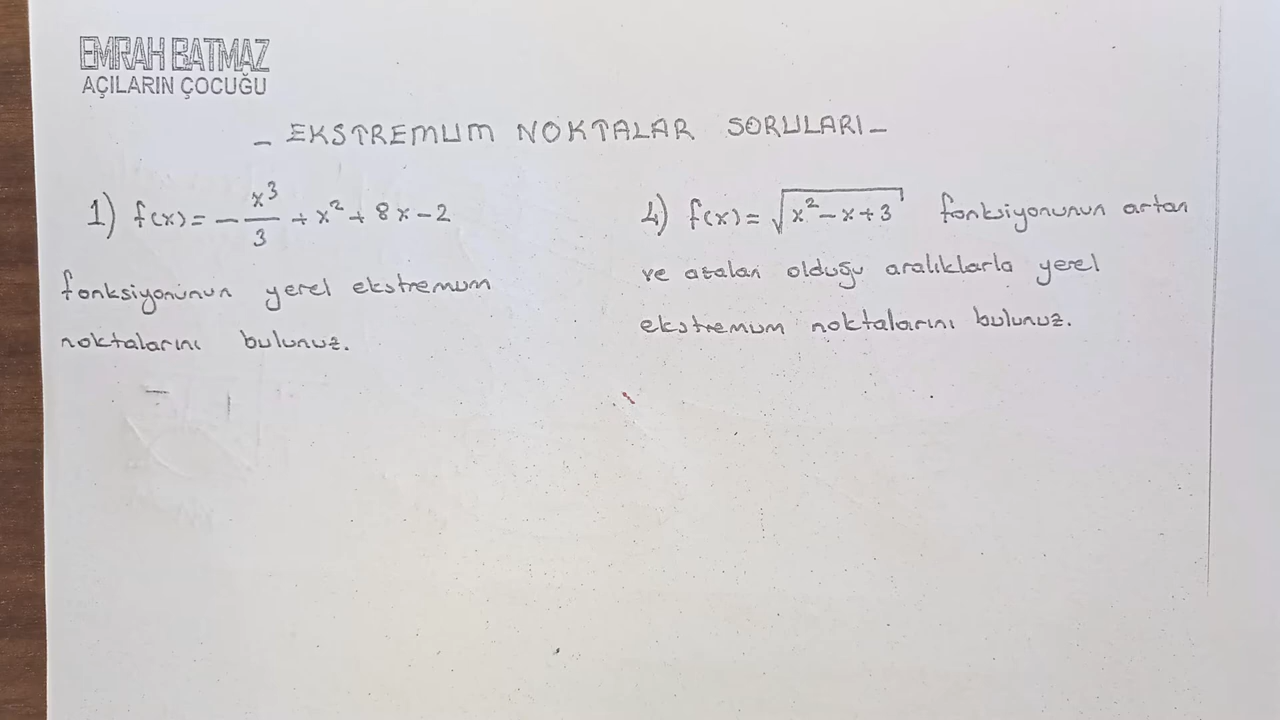 EMRAH BATMAZ
AÇILARIN ÇOCUĞU
- EKSTREMUM NOKTALAR SORULARI -
1) f(x) = -x³/3 + x² + 8x - 2
fonksiyonunun yerel ekstremum
noktalarını bulunuz.
4) f(x) = √(x² - x + 3) fonksiyonunun artan
ve azalan olduğu aralıklarla yerel
ekstremum noktalarını bulunuz.